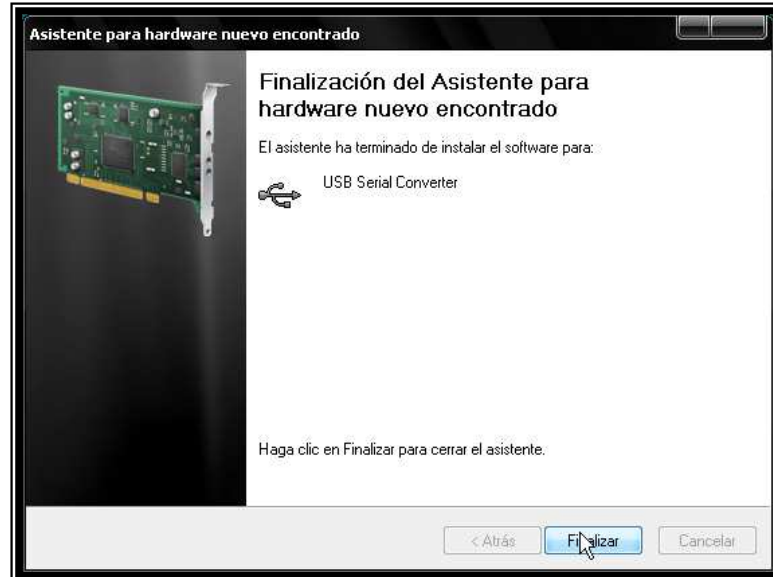 Asistente para hardware nuevo encontrado
Finalización del Asistente para
hardware nuevo encontrado
El asistente ha terminado de instalar el software para:
USB Serial Converter
Haga clic en Finalizar para cerrar el asistente.
< Atrás
Finalizar
Cancelar